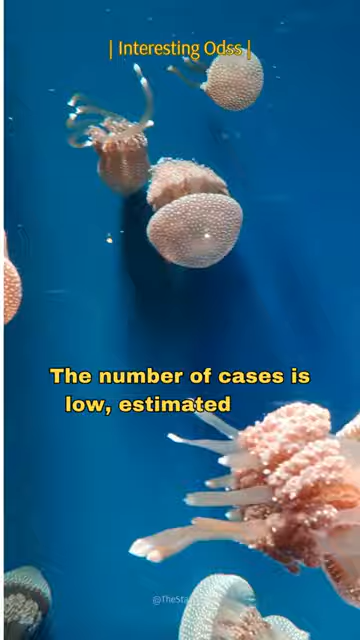 | Interesting Odss |
The number of cases is
low, estimated